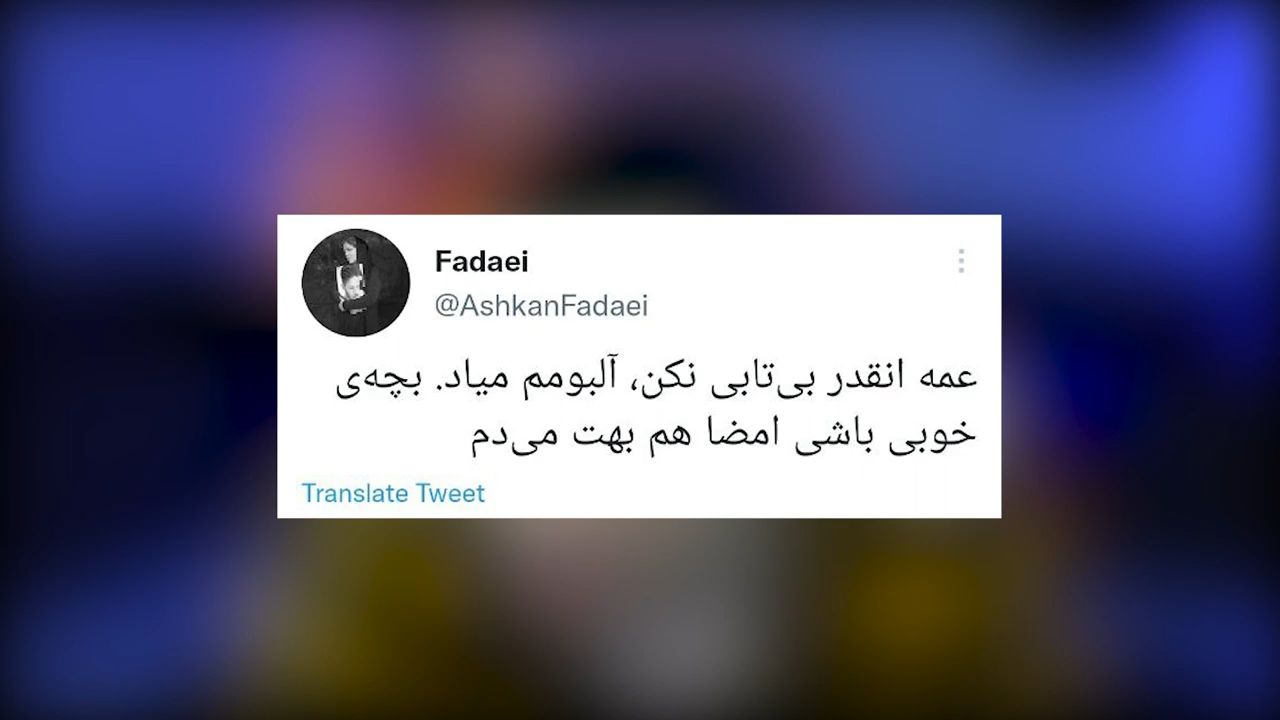 Fadaei
@AshkanFadaei
عمه انقدر بی‌تابی نکن، آلبومم میاد. بچه‌ی
خوبی باشی امضا هم بهت می‌دم
Translate Tweet